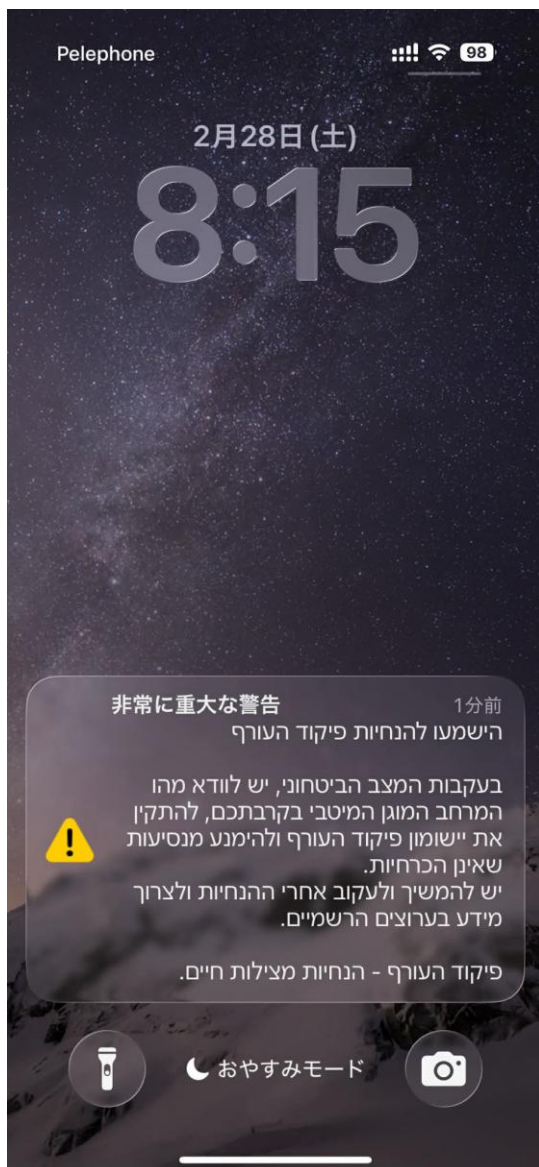 Pelephone
98
2月28日 (土)
8:15
非常に重大な警告
1分前
הישמעו להנחיות פיקוד העורף
בעקבות המצב הביטחוני, יש לוודא מהו
המרחב המוגן המיטבי בקרבתכם, להתקין
את יישומון פיקוד העורף ולהימנע מנסיעות
שאינן הכרחיות.
יש להמשיך ולעקוב אחרי ההנחיות ולצרוך
מידע בערוצים הרשמיים.
פיקוד העורף - הנחיות מצילות חיים.
おやすみモード